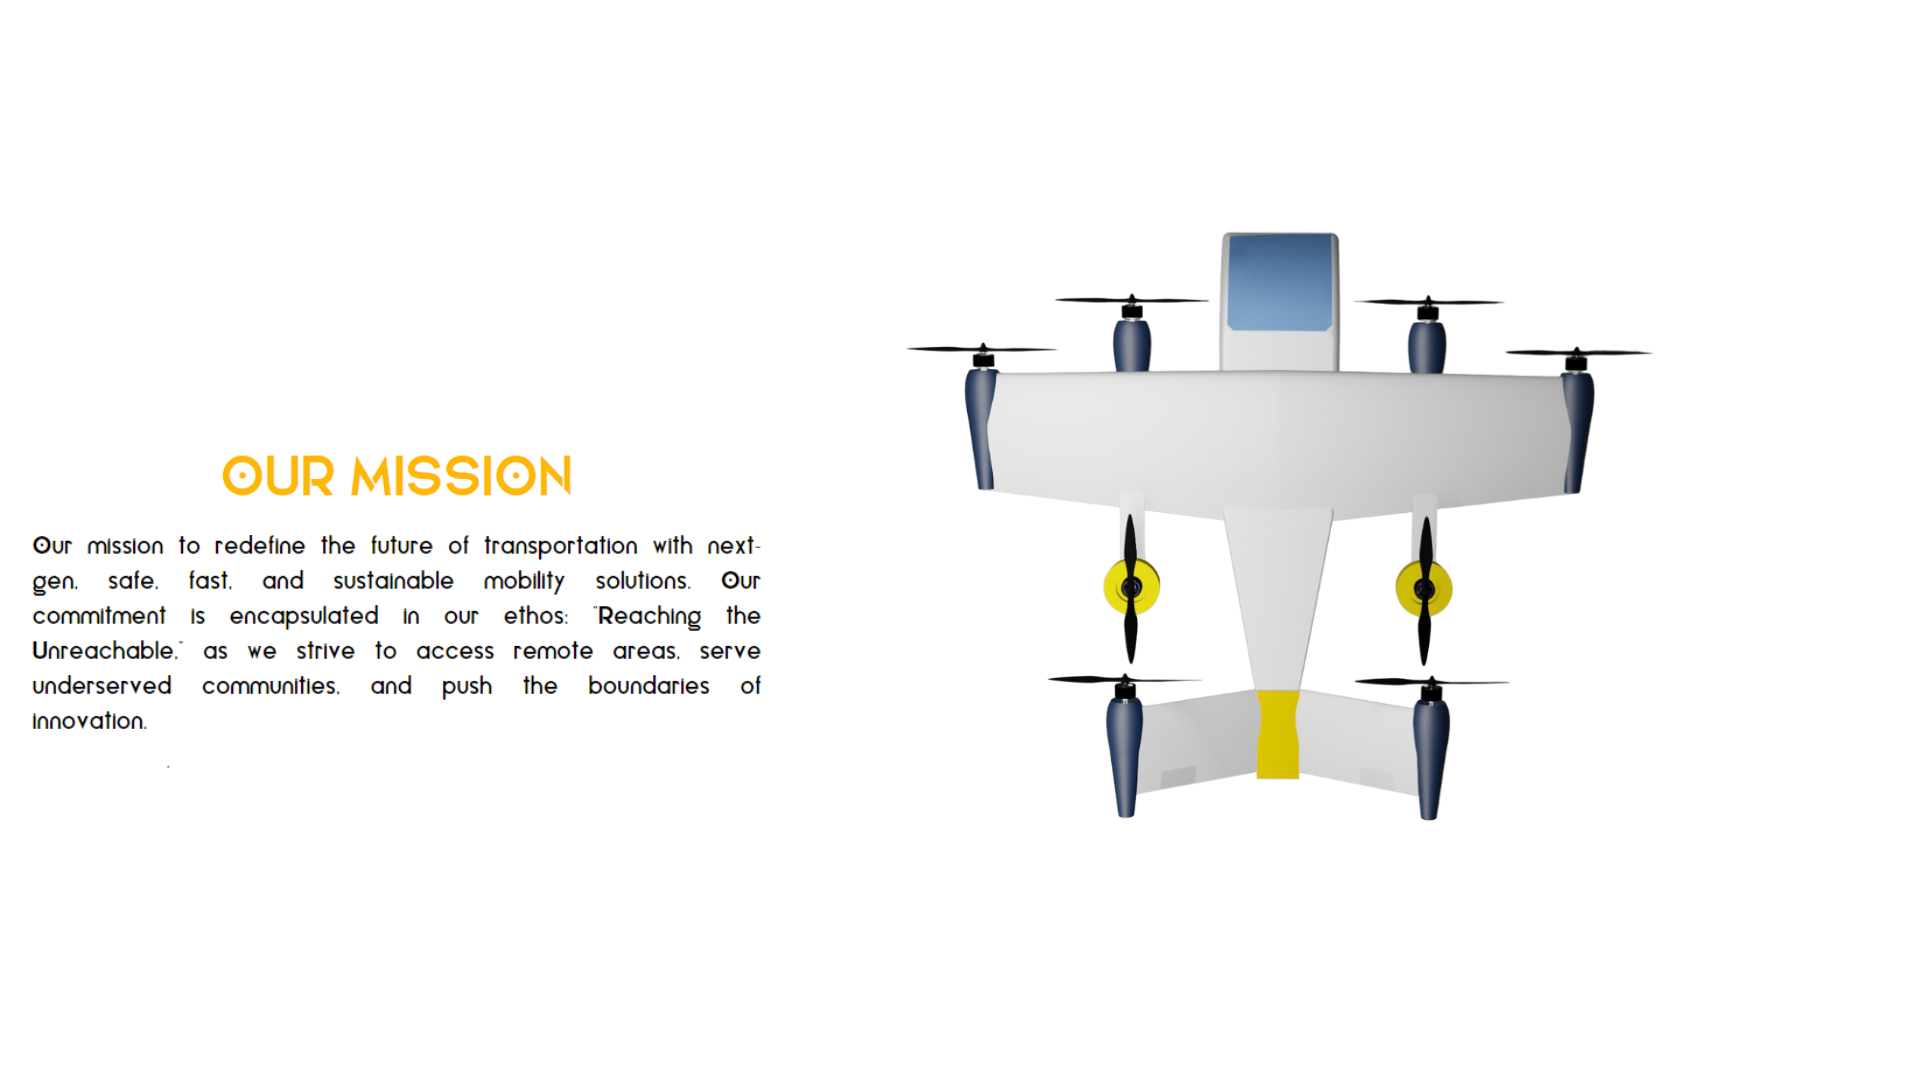 OUR MISSION
Our mission to redefine the future of transportation with next-
gen, safe, fast, and sustainable mobility solutions. Our
commitment is encapsulated in our ethos: "Reaching the
Unreachable," as we strive to access remote areas, serve
underserved communities, and push the boundaries of
innovation.
.